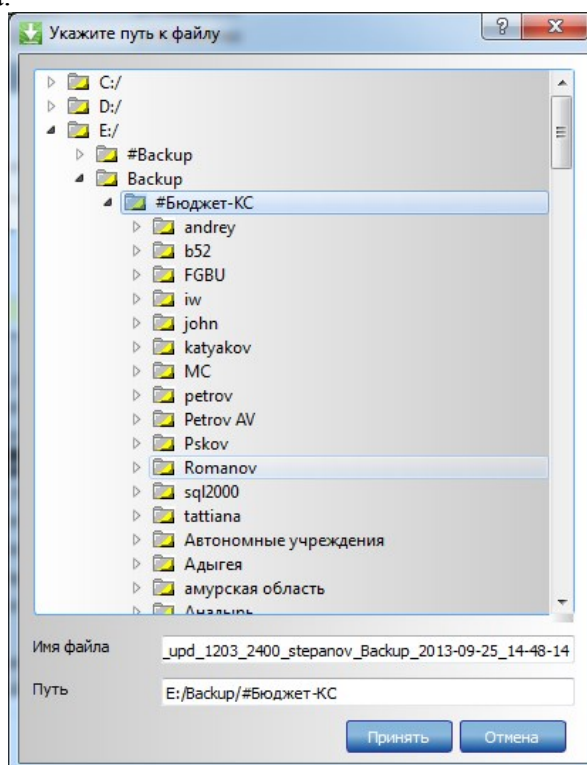 Укажите путь к файлу
C:/
D:/
E:/
#Backup
Backup
#Бюджет-КС
andrey
b52
FGBU
iw
john
katyakov
MC
petrov
Petrov AV
Pskov
Romanov
sql2000
tattiana
Автономные учреждения
Адыгея
амурская область
Анадырь
Имя файла
_upd_1203_2400_stepanov_Backup_2013-09-25_14-48-14
Путь
E:/Backup/#Бюджет-КС
Принять Отмена